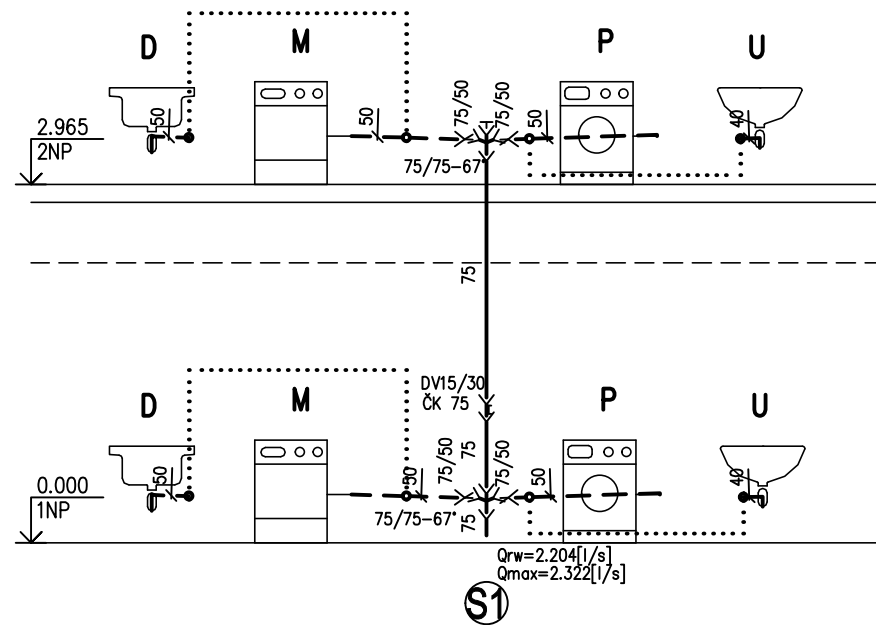 D M P U
50 50 75/50 75/50 50 40
2.965
2NP
75/75-67°
75
DV15/30
ČK 75
D M P U
50 50 75/50 75 75/50 50 40
0.000
1NP
75/75-67°
75
Qrw=2.204[l/s]
Qmax=2.322[l/s]
S1